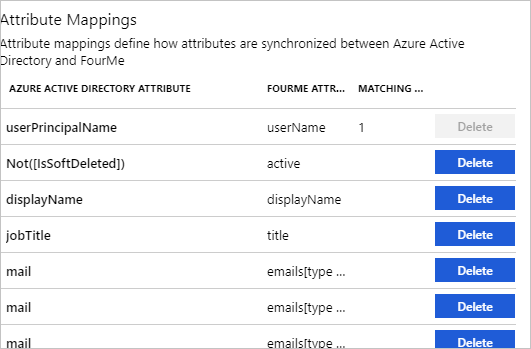 Attribute Mappings
Attribute mappings define how attributes are synchronized between Azure Active
Directory and FourMe
AZURE ACTIVE DIRECTORY ATTRIBUTE FOURME ATTR... MATCHING ...
userPrincipalName userName 1 Delete
Not([IsSoftDeleted]) active Delete
displayName displayName Delete
jobTitle title Delete
mail emails[type ... Delete
mail emails[type ... Delete
mail emails[type ... Delete